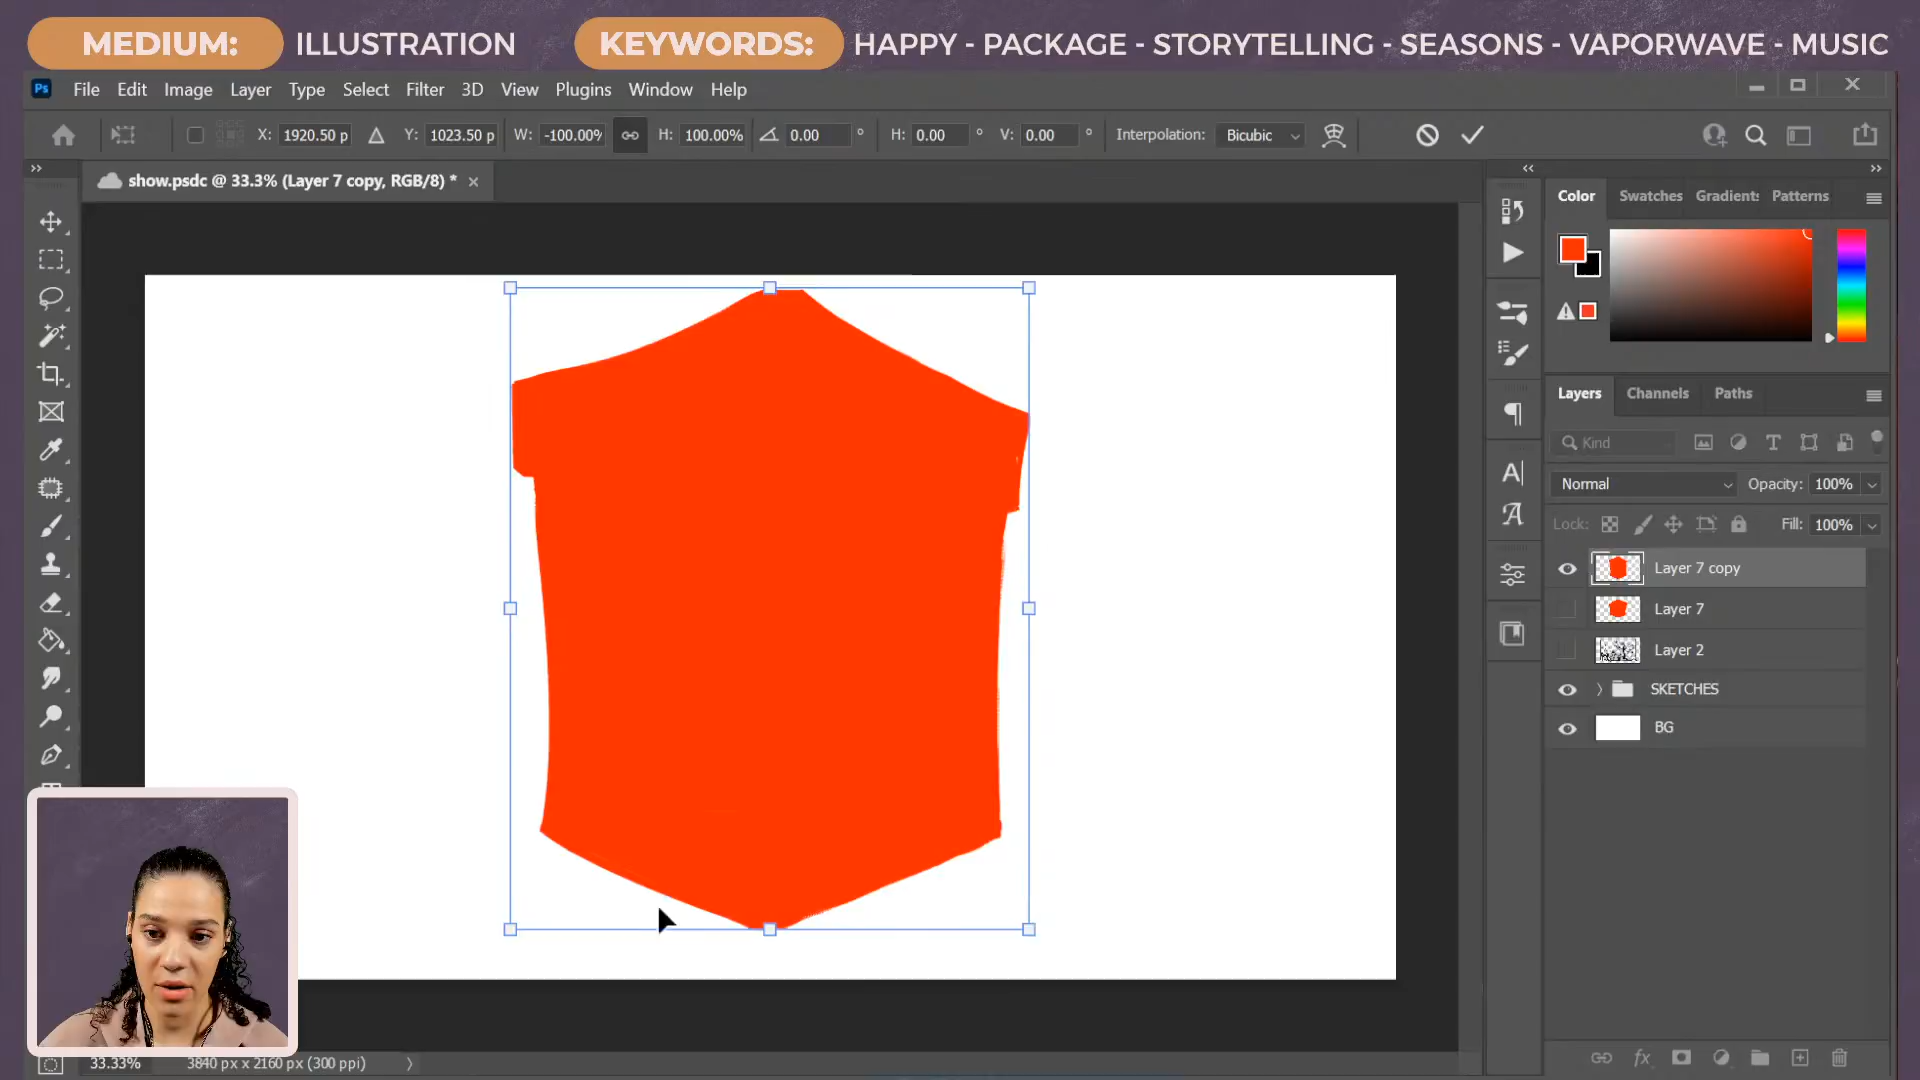 MEDIUM: ILLUSTRATION KEYWORDS: HAPPY - PACKAGE - STORYTELLING - SEASONS - VAPORWAVE - MUSIC
Ps File Edit Image Layer Type Select Filter 3D View Plugins Window Help
X: 1920.50 p Y: 1023.50 p W: -100.00% H: 100.00% 0.00 ° H: 0.00 ° V: 0.00 ° Interpolation: Bicubic
show.psdc @ 33.3% (Layer 7 copy, RGB/8) *
Color Swatches Gradients Patterns
Layers Channels Paths
Kind
Normal Opacity: 100%
Lock: Fill: 100%
Layer 7 copy
Layer 7
Layer 2
SKETCHES
BG
33.33% 3840 px x 2160 px (300 ppi)
fx